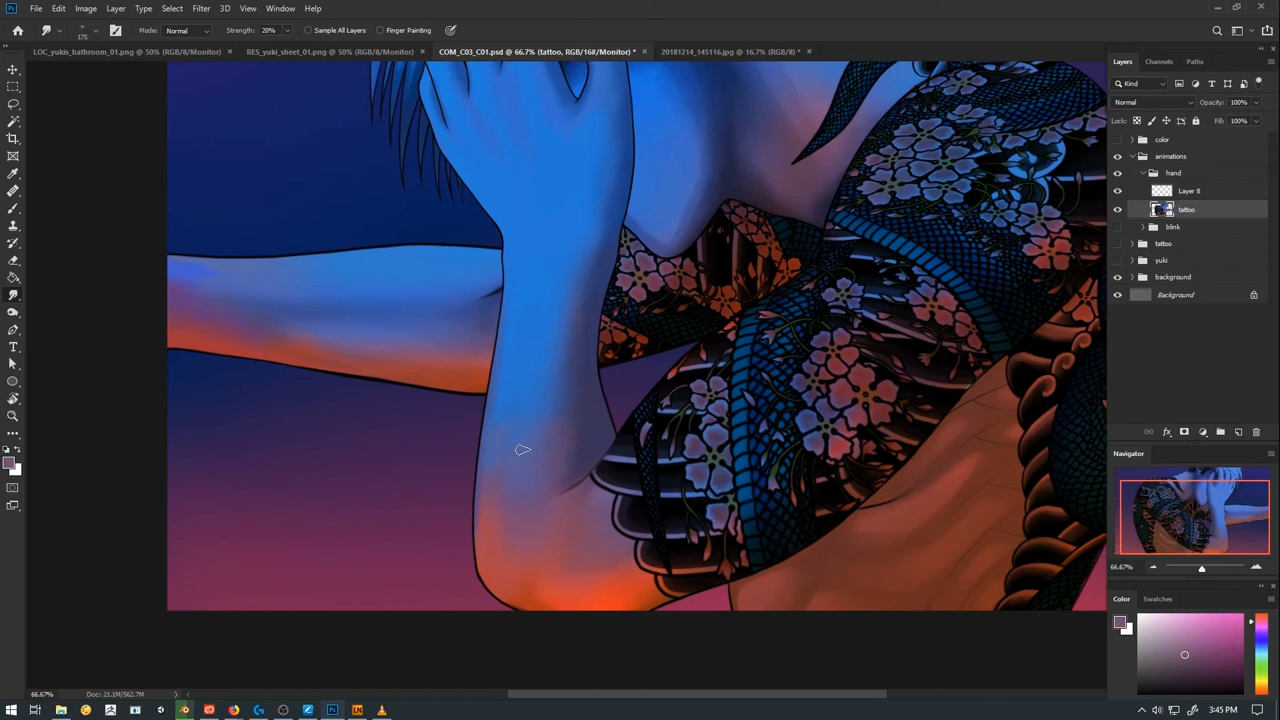 File Edit Image Layer Type Select Filter 3D View Window Help
175 Mode: Normal Strength: 20% Sample All Layers Finger Painting
LOC_yukis_bathroom_01.png @ 50% (RGB/8/Monitor) × RES_yuki_sheet_01.png @ 50% (RGB/8/Monitor) × COM_C03_C01.psd @ 66.7% (tattoo, RGB/16#/Monitor) * × 20181214_145116.jpg @ 16.7% (RGB/8) * ×
Layers Channels Paths
Kind
Normal Opacity: 100%
Lock: Fill: 100%
color
animations
hand
Layer 8
tattoo
blink
tattoo
yuki
background
Background
Navigator
66.67%
Color Swatches
66.67% Doc: 21.1M/562.7M
3:45 PM